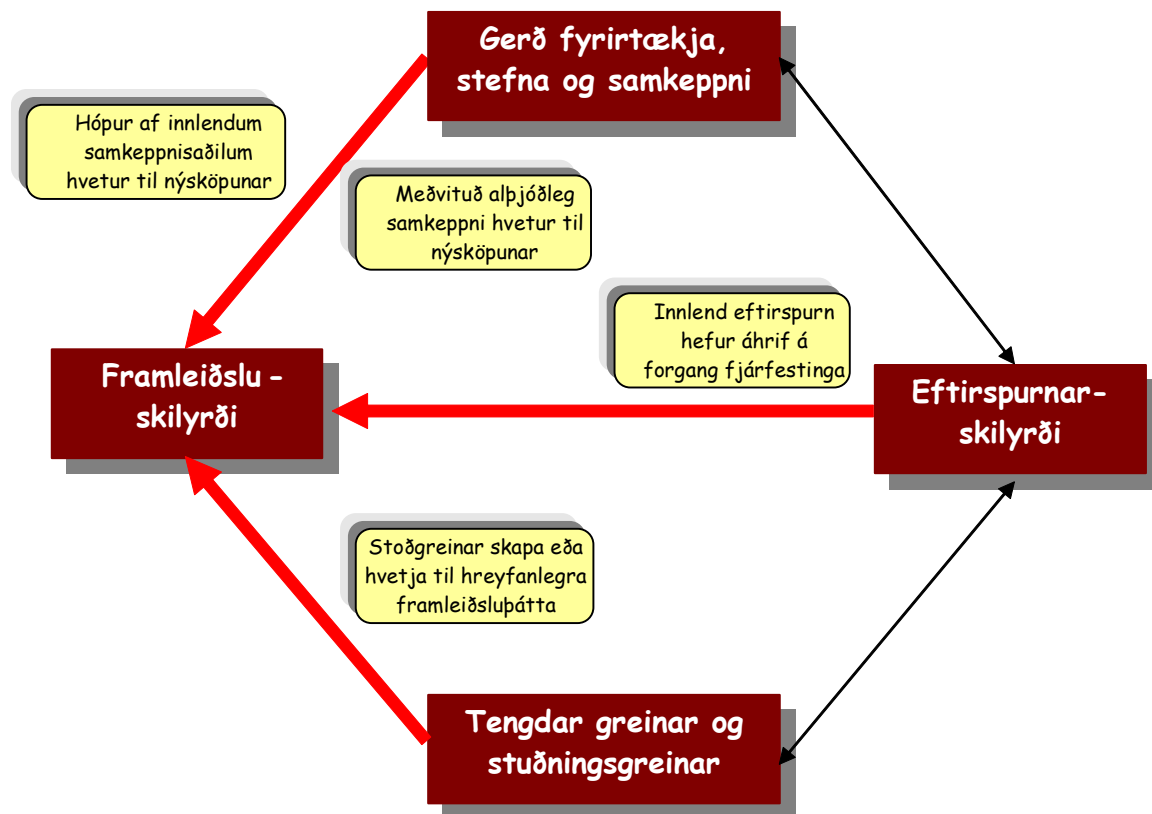 Gerð fyrirtækja,
stefna og samkeppni
Hópur af innlendum
samkeppnisaðilum
hvetur til nýsköpunar
Meðvituð alþjóðleg
samkeppni hvetur til
nýsköpunar
Innlend eftirspurn
hefur áhrif á
forgang fjárfestinga
Framleiðslu -
skilyrði
Eftirspurnar-
skilyrði
Stoðgreinar skapa eða
hvetja til hreyfanlegra
framleiðsluþátta
Tengdar greinar og
stuðningsgreinar